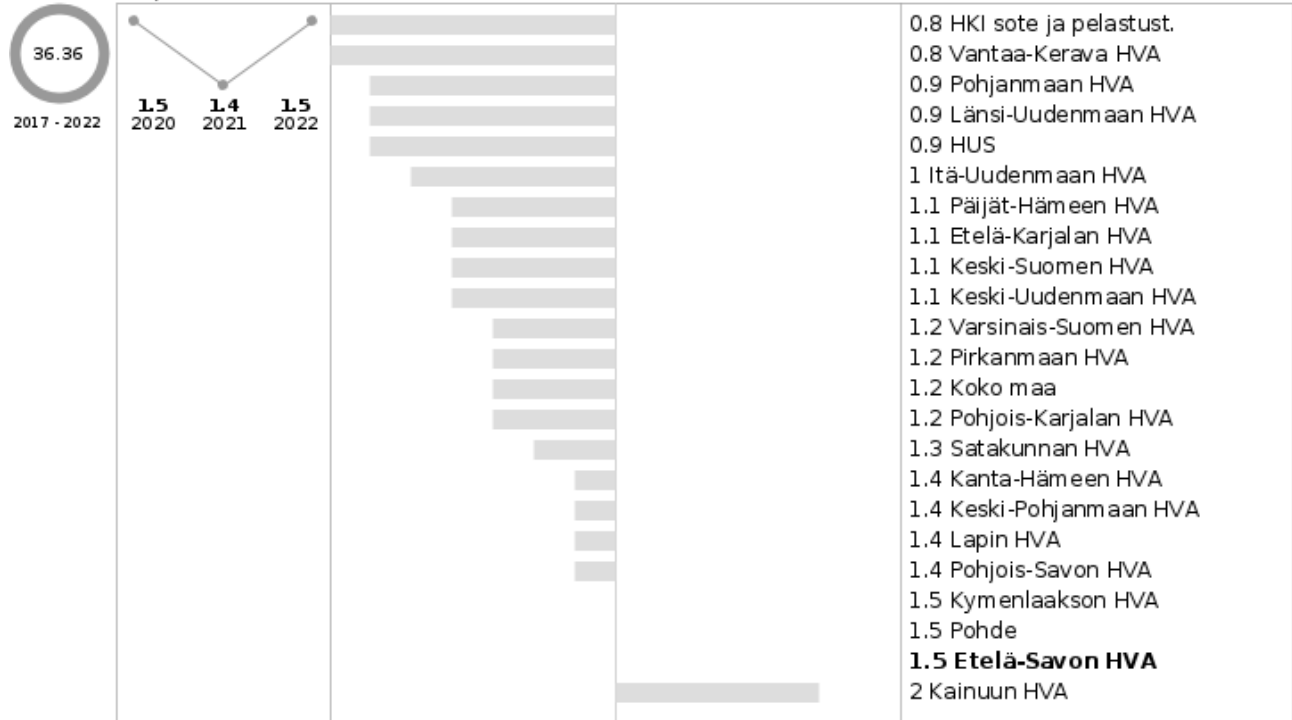 36.36
2017 - 2022
1.5 1.4 1.5
2020 2021 2022
0.8 HKI sote ja pelastust.
0.8 Vantaa-Kerava HVA
0.9 Pohjanmaan HVA
0.9 Länsi-Uudenmaan HVA
0.9 HUS
1 Itä-Uudenmaan HVA
1.1 Päijät-Hämeen HVA
1.1 Etelä-Karjalan HVA
1.1 Keski-Suomen HVA
1.1 Keski-Uudenmaan HVA
1.2 Varsinais-Suomen HVA
1.2 Pirkanmaan HVA
1.2 Koko maa
1.2 Pohjois-Karjalan HVA
1.3 Satakunnan HVA
1.4 Kanta-Hämeen HVA
1.4 Keski-Pohjanmaan HVA
1.4 Lapin HVA
1.4 Pohjois-Savon HVA
1.5 Kymenlaakson HVA
1.5 Pohde
1.5 Etelä-Savon HVA
2 Kainuun HVA